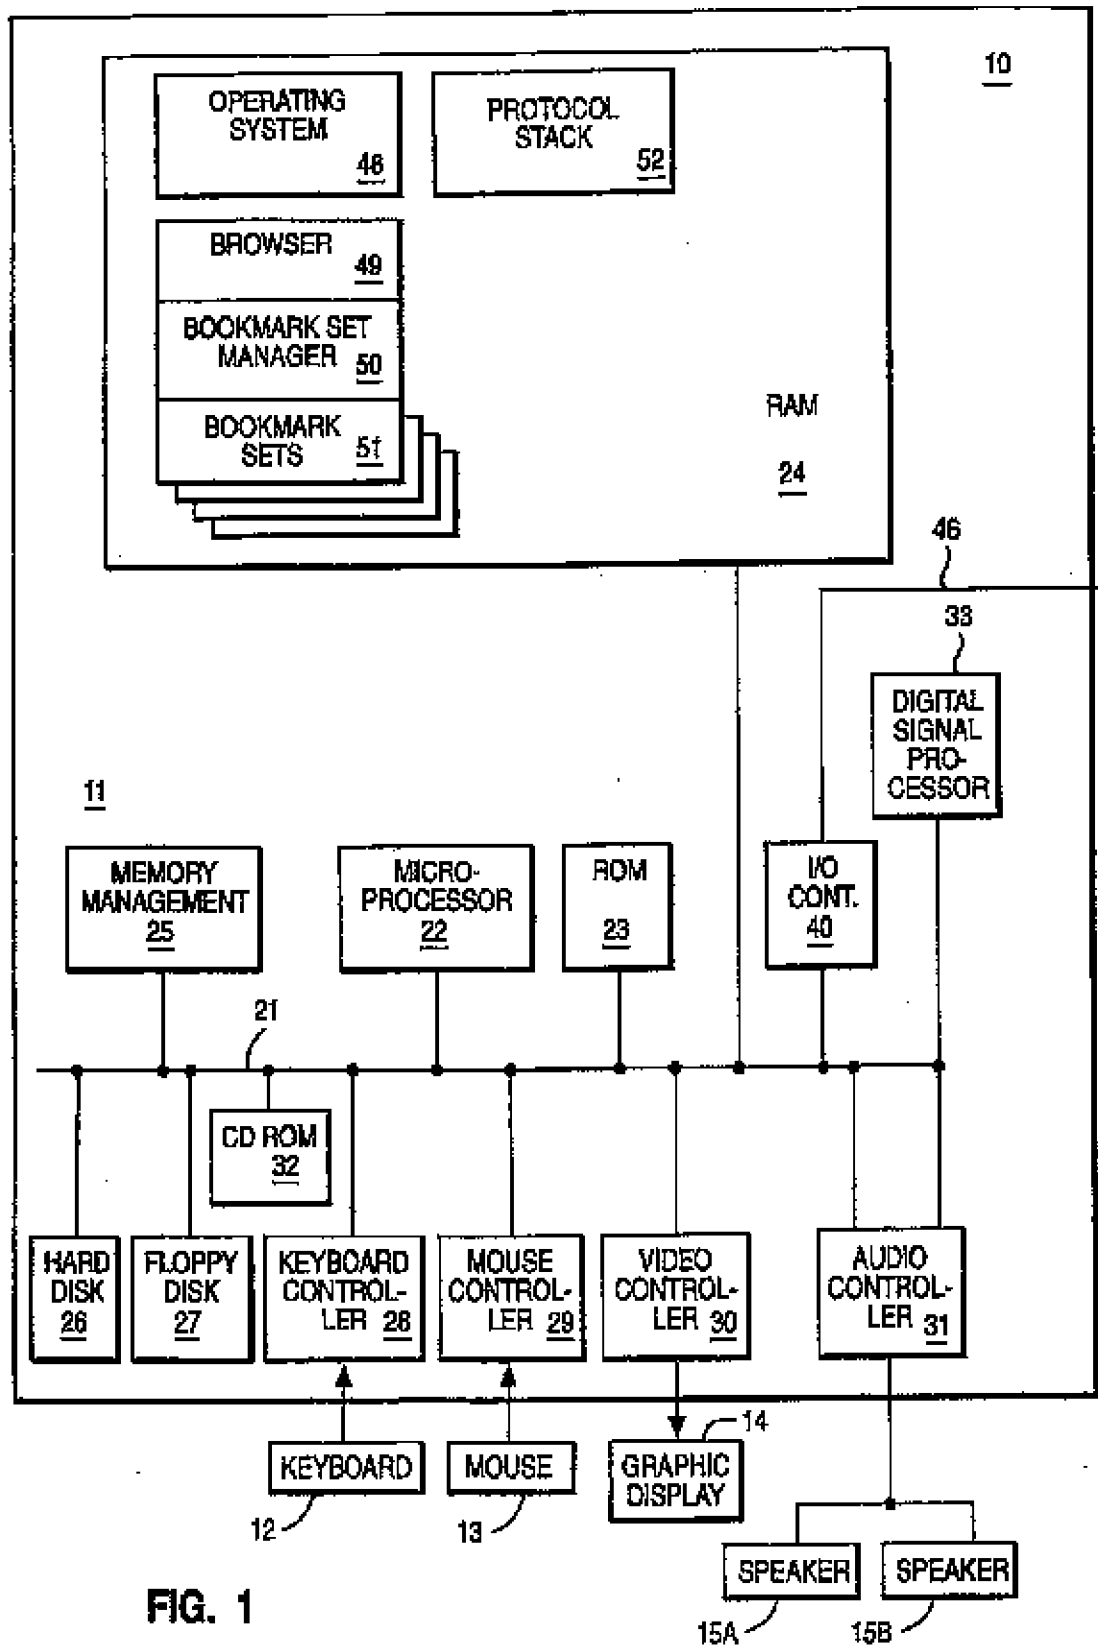 10
OPERATING
SYSTEM
48
PROTOCOL
STACK
52
BROWSER
49
BOOKMARK SET
MANAGER
50
BOOKMARK
SETS
51
RAM
24
46
33
DIGITAL
SIGNAL
PRO-
CESSOR
11
MEMORY
MANAGEMENT
25
MICRO-
PROCESSOR
22
ROM
23
I/O
CONT.
40
21
CD ROM
32
HARD
DISK
26
FLOPPY
DISK
27
KEYBOARD
CONTROL-
LER
28
MOUSE
CONTROL-
LER
29
VIDEO
CONTROL-
LER
30
AUDIO
CONTROL-
LER
31
KEYBOARD
12
MOUSE
13
14
GRAPHIC
DISPLAY
SPEAKER
15A
SPEAKER
15B
FIG. 1